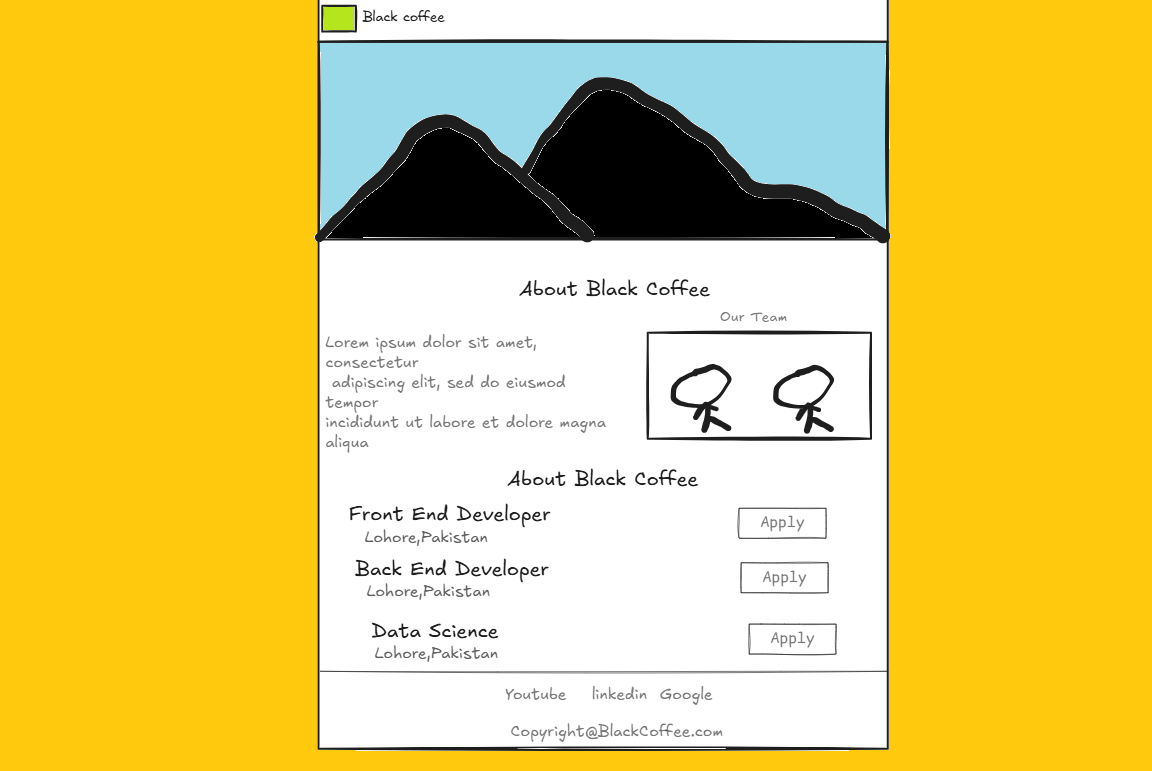 Black coffee
About Black Coffee
Our Team
Lorem ipsum dolor sit amet,
consectetur
adipiscing elit, sed do eiusmod
tempor
incididunt ut labore et dolore magna
aliqua
About Black Coffee
Front End Developer
Lohore,Pakistan
Apply
Back End Developer
Lohore,Pakistan
Apply
Data Science
Lohore,Pakistan
Apply
Youtube linkedin Google
Copyright@BlackCoffee.com